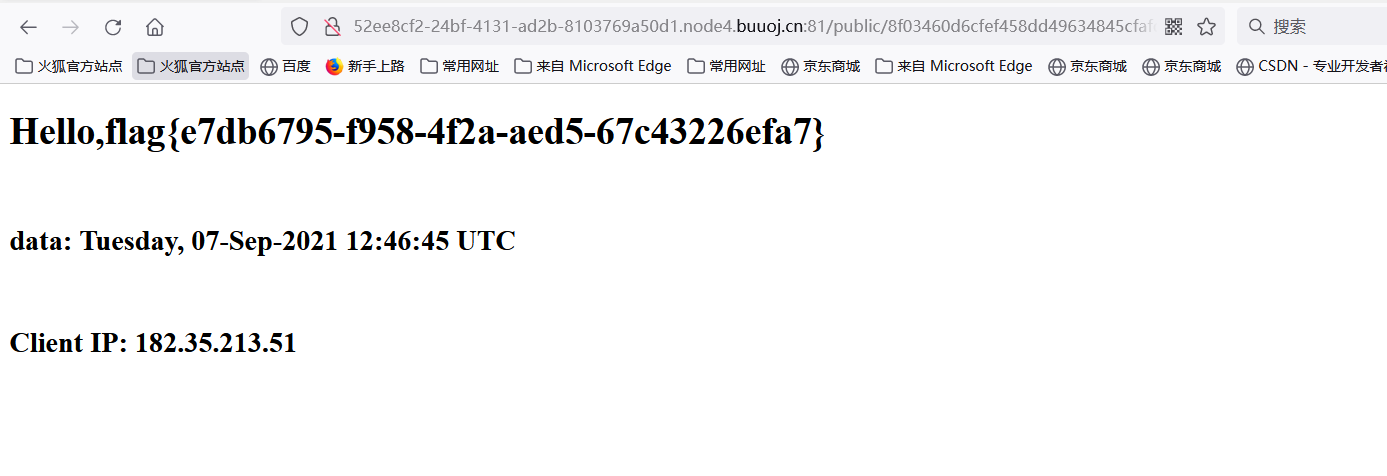 52ee8cf2-24bf-4131-ad2b-8103769a50d1.node4.buuoj.cn:81/public/8f03460d6cfef458dd49634845cfaf 搜索
火狐官方站点 火狐官方站点 百度 新手上路 常用网址 来自 Microsoft Edge 常用网址 京东商城 来自 Microsoft Edge 京东商城 京东商城 CSDN - 专业开发者
Hello,flag{e7db6795-f958-4f2a-aed5-67c43226efa7}
data: Tuesday, 07-Sep-2021 12:46:45 UTC
Client IP: 182.35.213.51